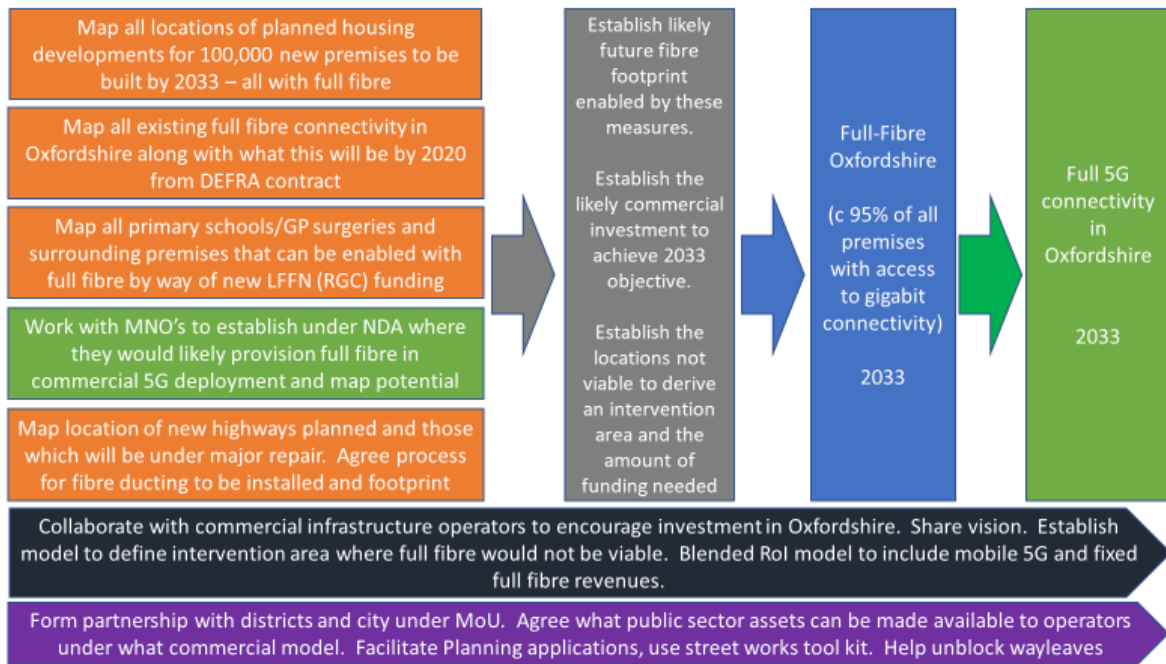 Map all locations of planned housing
developments for 100,000 new premises to be
built by 2033 – all with full fibre
Map all existing full fibre connectivity in
Oxfordshire along with what this will be by 2020
from DEFRA contract
Map all primary schools/GP surgeries and
surrounding premises that can be enabled with
full fibre by way of new LFFN (RGC) funding
Work with MNO's to establish under NDA where
they would likely provision full fibre in
commercial 5G deployment and map potential
Map location of new highways planned and those
which will be under major repair.  Agree process
for fibre ducting to be installed and footprint
Establish likely
future fibre
footprint
enabled by these
measures.
Establish the
likely commercial
investment to
achieve 2033
objective.
Establish the
locations not
viable to derive
an intervention
area and the
amount of
funding needed
Full-Fibre
Oxfordshire
(c 95% of all
premises
with access
to gigabit
connectivity)
2033
Full 5G
connectivity
in
Oxfordshire
2033
Collaborate with commercial infrastructure operators to encourage investment in Oxfordshire.  Share vision.  Establish
model to define intervention area where full fibre would not be viable.  Blended RoI model to include mobile 5G and fixed
full fibre revenues.
Form partnership with districts and city under MoU.  Agree what public sector assets can be made available to operators
under what commercial model.  Facilitate Planning applications, use street works tool kit.  Help unblock wayleaves